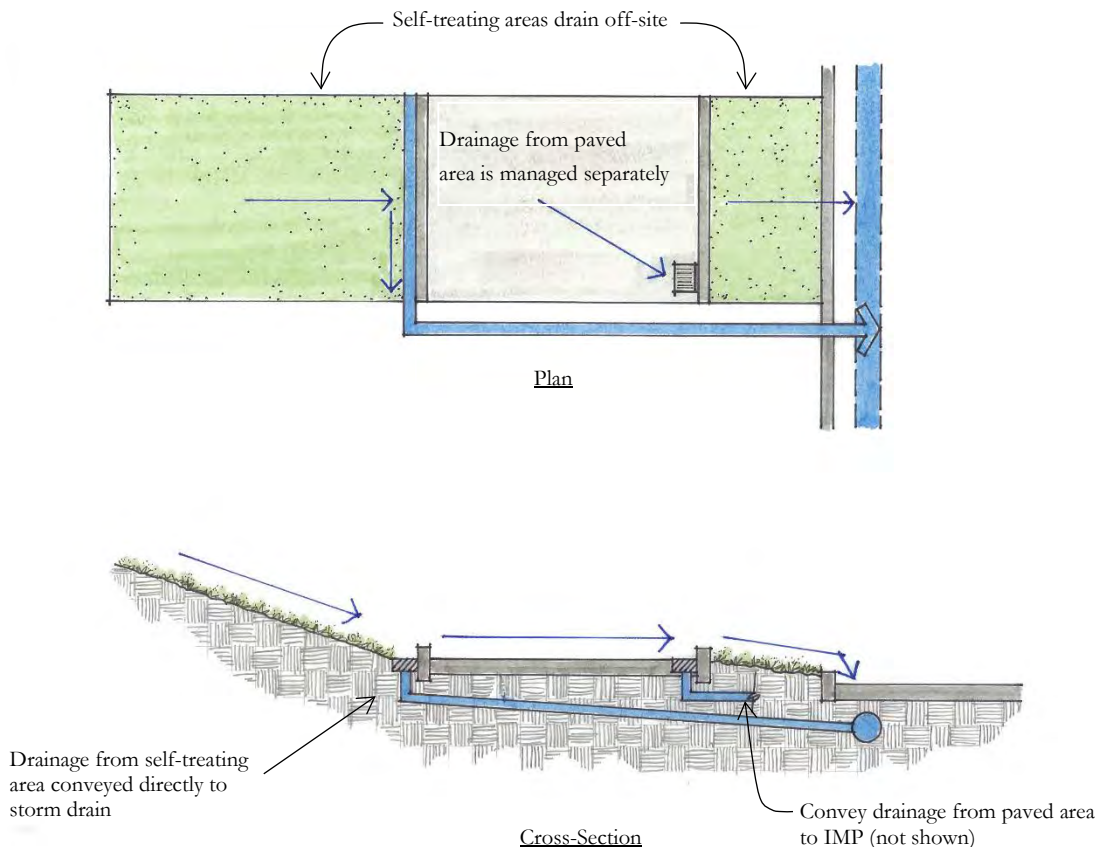 Self-treating areas drain off-site
Drainage from paved
area is managed separately
Plan
Drainage from self-treating
area conveyed directly to
storm drain
Convey drainage from paved area
to IMP (not shown)
Cross-Section